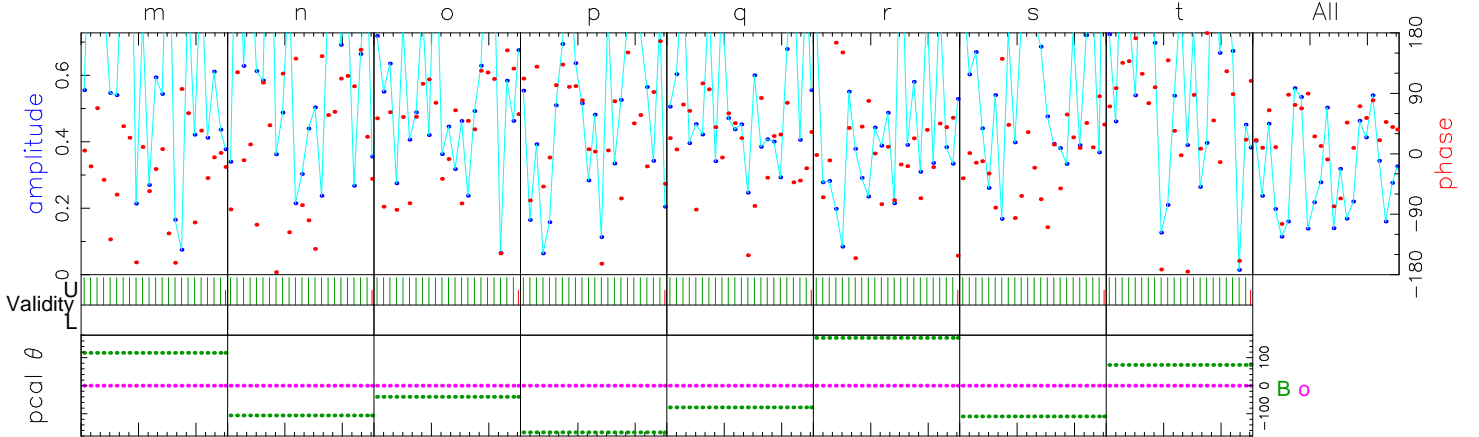 m n o p q r s t All
amplitude
0 0.2 0.4 0.6
180 90 0 −90 −180
phase
U
Validity
L
pcal θ
100 0 −100
B o